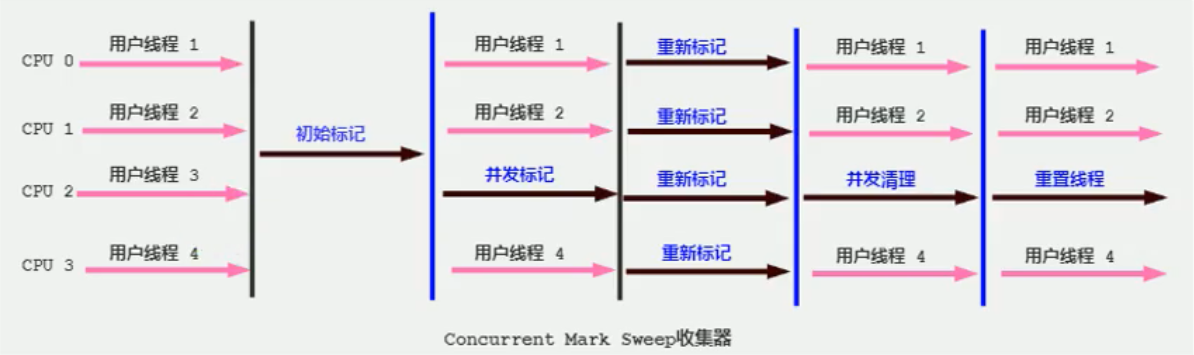 用户线程 1
用户线程 1
重新标记
用户线程 1
用户线程 1
CPU 0
用户线程 2
用户线程 2
重新标记
用户线程 2
用户线程 2
CPU 1
初始标记
用户线程 3
并发标记
重新标记
并发清理
重置线程
CPU 2
用户线程 4
用户线程 4
重新标记
用户线程 4
用户线程 4
CPU 3
Concurrent Mark Sweep收集器